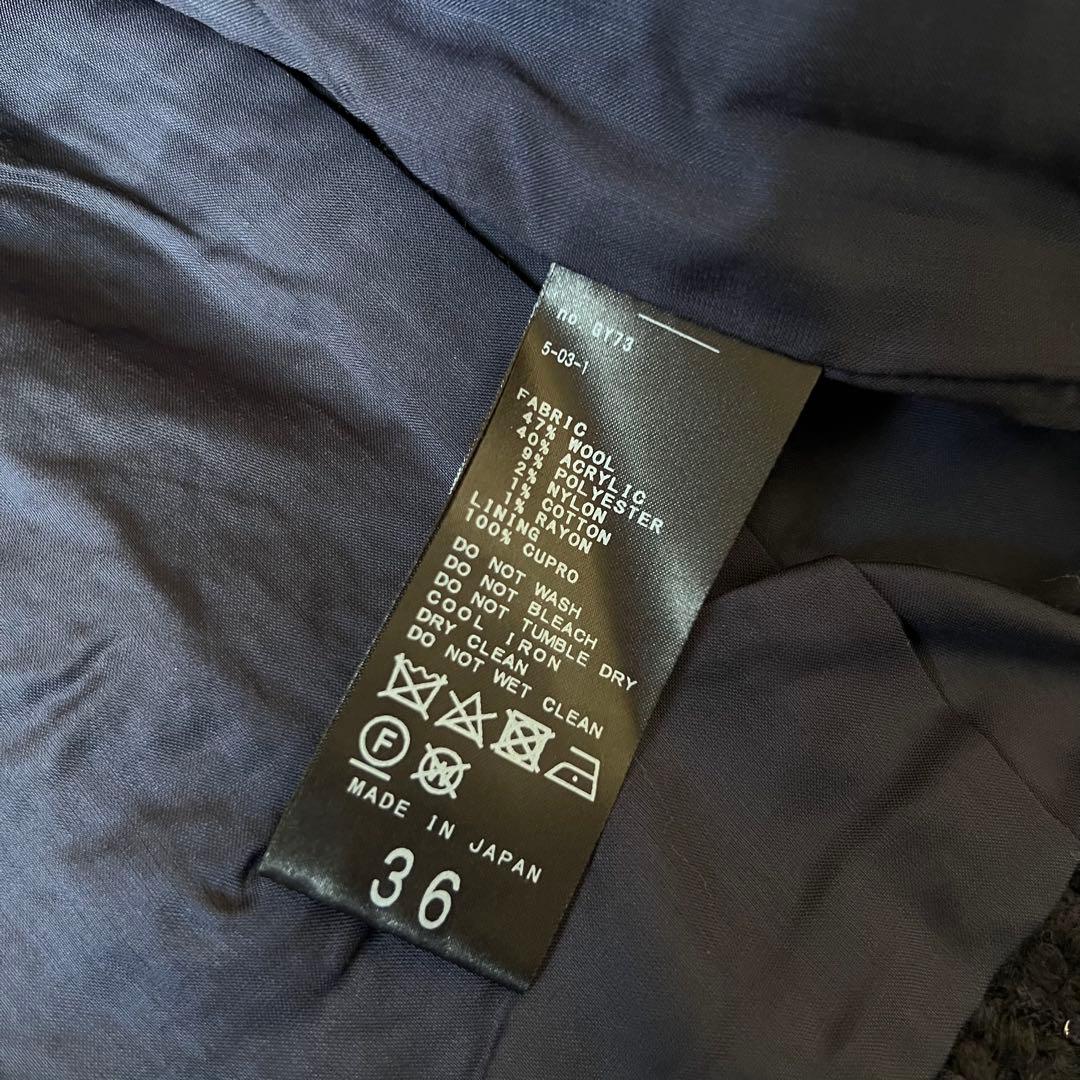 no. BY73
5-03-1
FABRIC
47% WOOL
40% ACRYLIC
9% POLYESTER
2% NYLON
1% COTTON
1% RAYON
LINING
100% CUPRO
DO NOT WASH
DO NOT BLEACH
DO NOT TUMBLE DRY
COOL IRON
DRY CLEAN
DO NOT WET CLEAN
F W
MADE IN JAPAN
36